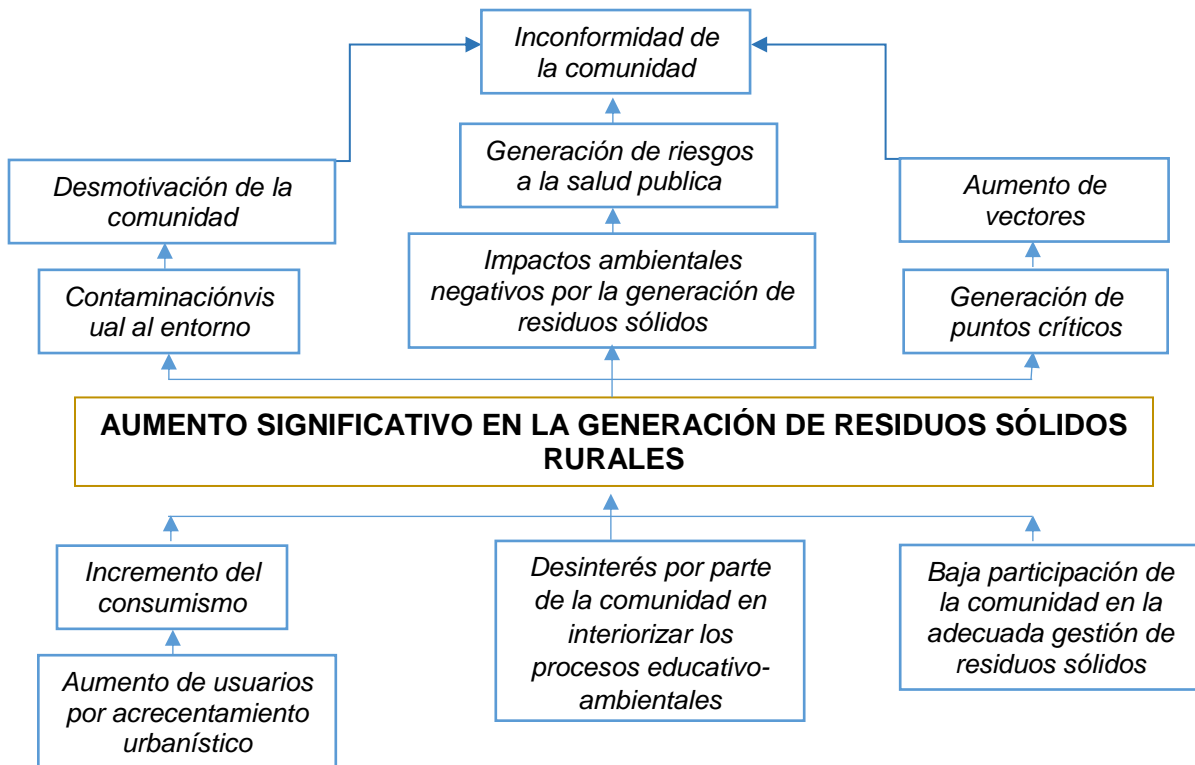 Inconformidad de
la comunidad
Generación de riesgos
a la salud publica
Desmotivación de la
comunidad
Aumento de
vectores
Impactos ambientales
negativos por la generación de
residuos sólidos
Contaminaciónvis
ual al entorno
Generación de
puntos críticos
AUMENTO SIGNIFICATIVO EN LA GENERACIÓN DE RESIDUOS SÓLIDOS
RURALES
Incremento del
consumismo
Desinterés por parte
de la comunidad en
interiorizar los
procesos educativo-
ambientales
Baja participación de
la comunidad en la
adecuada gestión de
residuos sólidos
Aumento de usuarios
por acrecentamiento
urbanístico